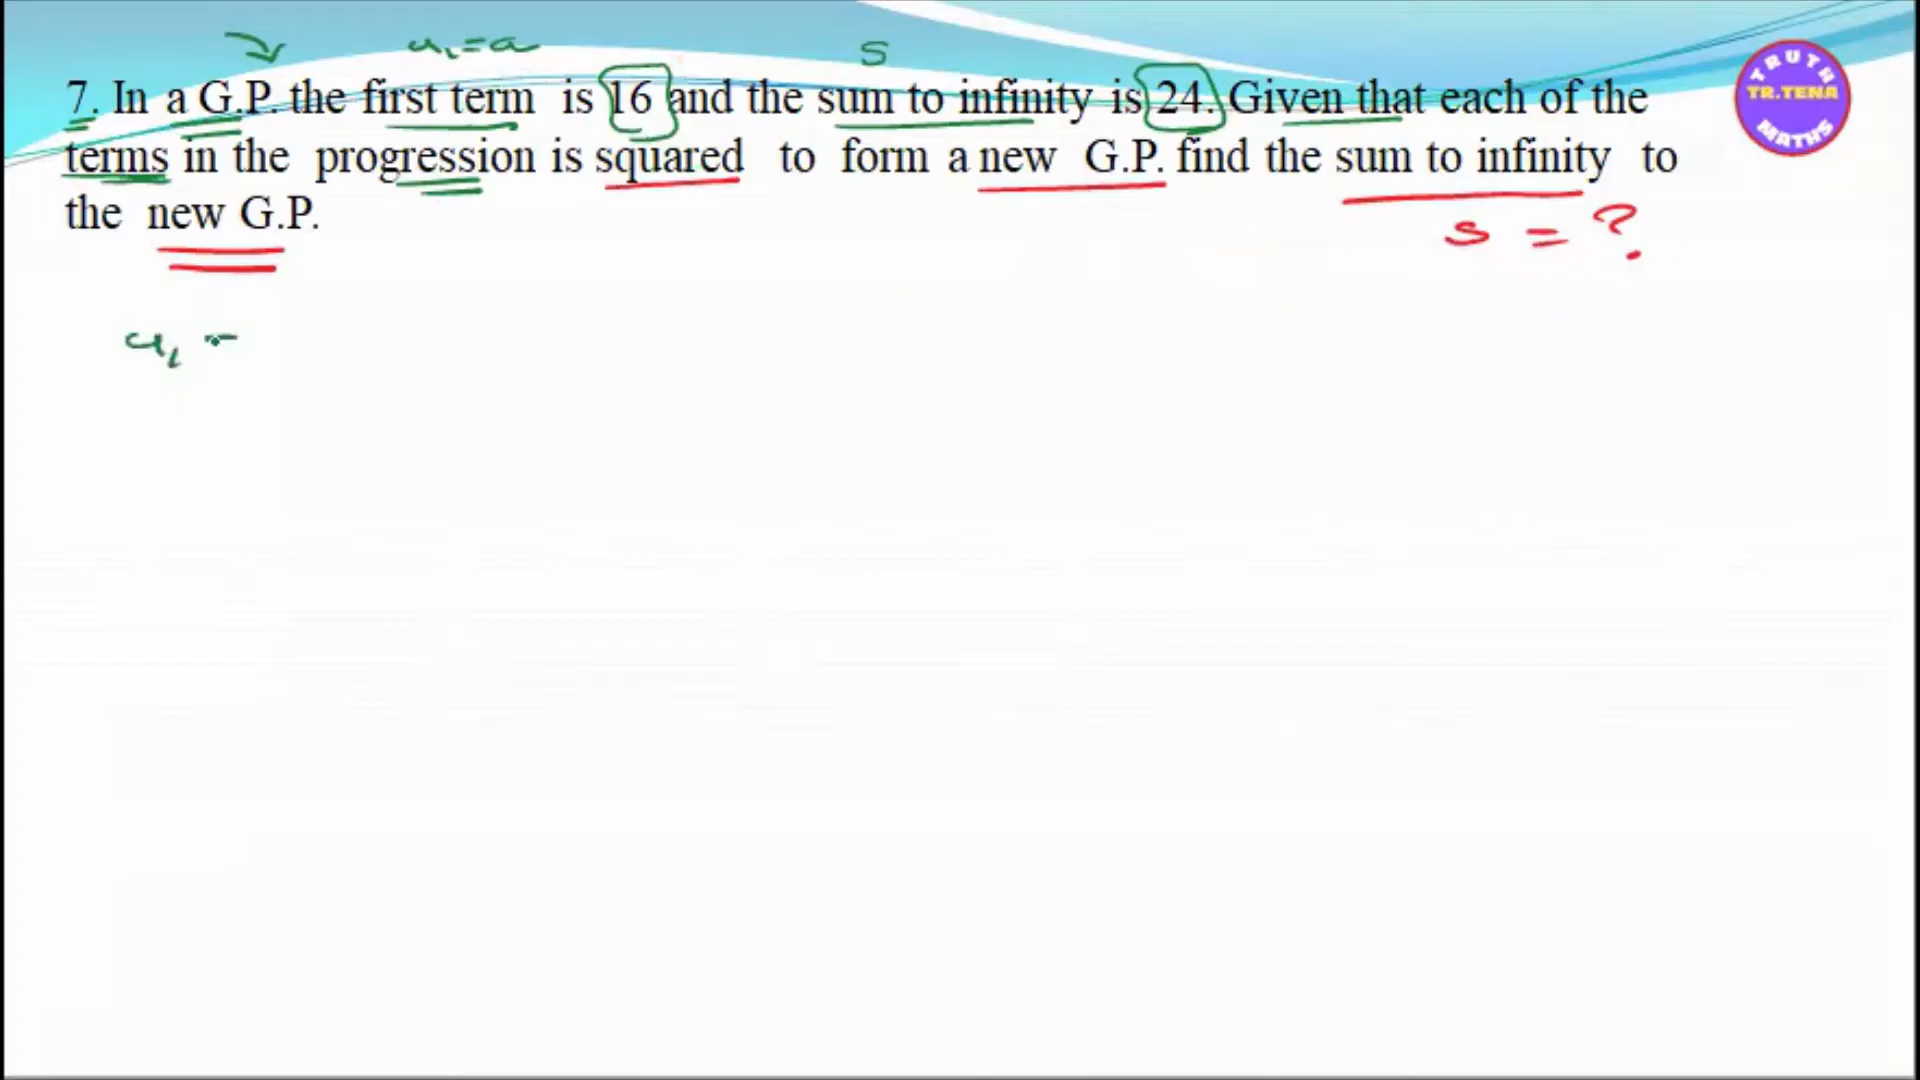 u₁ = a S
7. In a G.P. the first term is 16 and the sum to infinity is 24. Given that each of the
terms in the progression is squared to form a new G.P. find the sum to infinity to
the new G.P.
s = ?
u₁ =
TRUTH
TR.TENA
MATHS